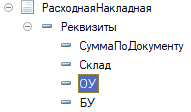 РасходнаяНакладная
Реквизиты
СуммаПоДокументу
Склад
ОУ
БУ